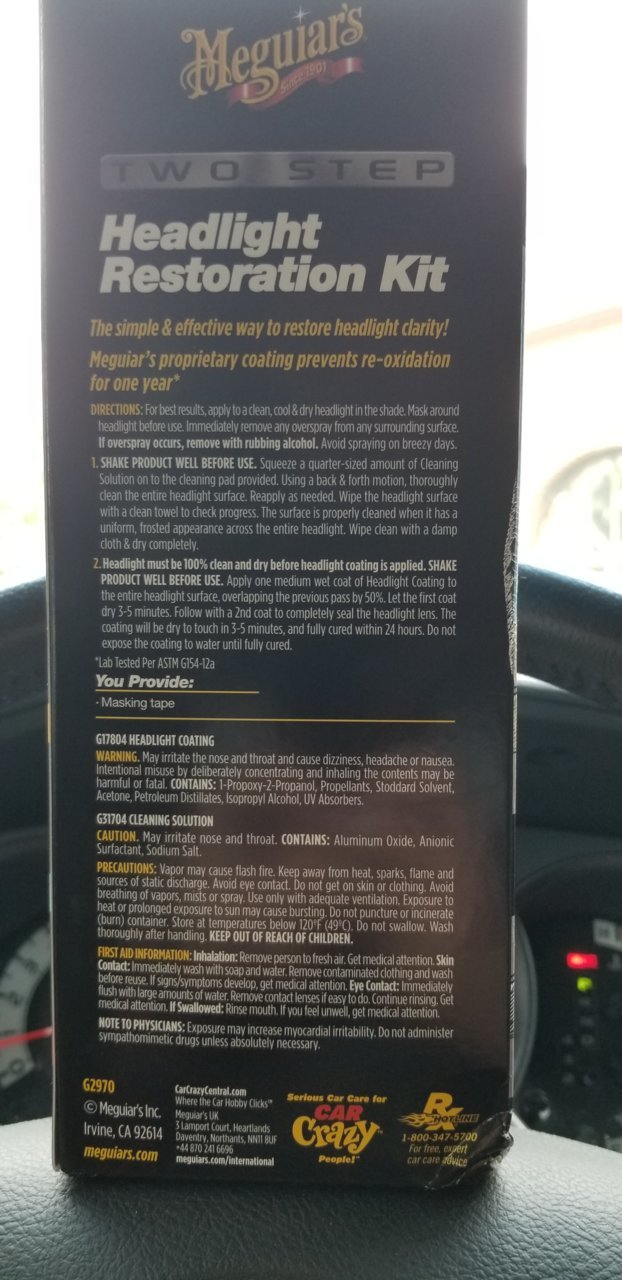 Meguiar's
Since 1901
TWO STEP
Headlight
Restoration Kit
The simple & effective way to restore headlight clarity!
Meguiar's proprietary coating prevents re-oxidation
for one year*
DIRECTIONS: For best results, apply to a clean, cool & dry headlight in the shade. Mask around
headlight before use. Immediately remove any overspray from any surrounding surface.
If overspray occurs, remove with rubbing alcohol. Avoid spraying on breezy days.
1. SHAKE PRODUCT WELL BEFORE USE. Squeeze a quarter-sized amount of Cleaning
Solution on to the cleaning pad provided. Using a back & forth motion, thoroughly
clean the entire headlight surface. Reapply as needed. Wipe the headlight surface
with a clean towel to check progress. The surface is properly cleaned when it has a
uniform, frosted appearance across the entire headlight. Wipe clean with a damp
cloth & dry completely.
2. Headlight must be 100% clean and dry before headlight coating is applied. SHAKE
PRODUCT WELL BEFORE USE. Apply one medium wet coat of Headlight Coating to
the entire headlight surface, overlapping the previous pass by 50%. Let the first coat
dry 3-5 minutes. Follow with a 2nd coat to completely seal the headlight lens. The
coating will be dry to touch in 3-5 minutes, and fully cured within 24 hours. Do not
expose the coating to water until fully cured.
*Lab Tested Per ASTM G154-12a
You Provide:
· Masking tape
G17804 HEADLIGHT COATING
WARNING. May irritate the nose and throat and cause dizziness, headache or nausea.
Intentional misuse by deliberately concentrating and inhaling the contents may be
harmful or fatal. CONTAINS: 1-Propoxy-2-Propanol, Propellants, Stoddard Solvent,
Acetone, Petroleum Distillates, Isopropyl Alcohol, UV Absorbers.
G31704 CLEANING SOLUTION
CAUTION. May irritate nose and throat. CONTAINS: Aluminum Oxide, Anionic
Surfactant, Sodium Salt.
PRECAUTIONS: Vapor may cause flash fire. Keep away from heat, sparks, flame and
sources of static discharge. Avoid eye contact. Do not get on skin or clothing. Avoid
breathing of vapors, mists or spray. Use only with adequate ventilation. Exposure to
heat or prolonged exposure to sun may cause bursting. Do not puncture or incinerate
(burn) container. Store at temperatures below 120°F (49°C). Do not swallow. Wash
thoroughly after handling. KEEP OUT OF REACH OF CHILDREN.
FIRST AID INFORMATION: Inhalation: Remove person to fresh air. Get medical attention. Skin
Contact: Immediately wash with soap and water. Remove contaminated clothing and wash
before reuse. If signs/symptoms develop, get medical attention. Eye Contact: Immediately
flush with large amounts of water. Remove contact lenses if easy to do. Continue rinsing. Get
medical attention. If Swallowed: Rinse mouth. If you feel unwell, get medical attention.
NOTE TO PHYSICIANS: Exposure may increase myocardial irritability. Do not administer
sympathomimetic drugs unless absolutely necessary.
G2970
© Meguiar's Inc.
Irvine, CA 92614
meguiars.com
CarCrazyCentral.com
Where the Car Hobby Clicks™
Meguiar's UK
3 Lamport Court, Heartlands
Daventry, Northants, NN11 8UF
+44 870 241 6696
meguiars.com/international
Serious Car Care for
CAR
Crazy™
People!™
Rx
HOTLINE
1-800-347-5700
For free, expert
car care advice